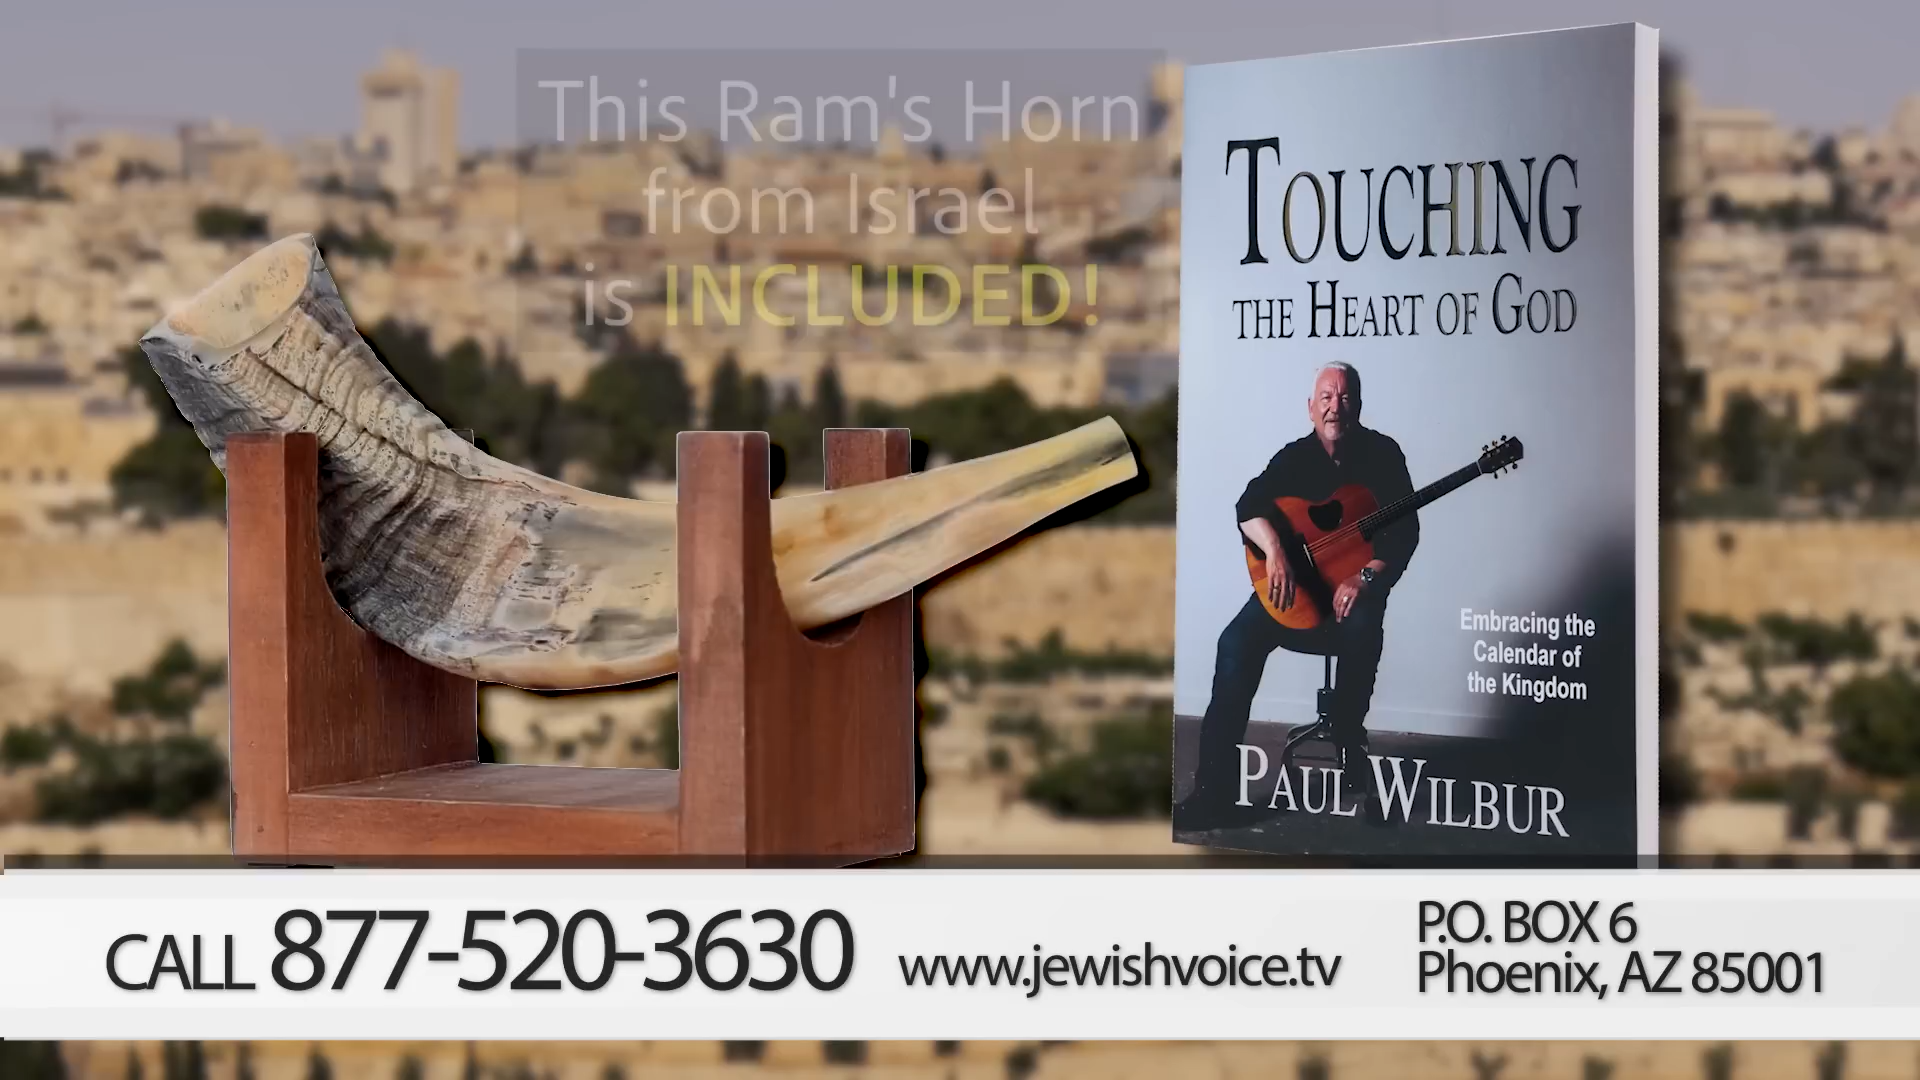 This Ram's Horn
from Israel
is INCLUDED!
TOUCHING
THE HEART OF GOD
Embracing the
Calendar of
the Kingdom
PAUL WILBUR
CALL 877-520-3630
www.jewishvoice.tv
P.O. BOX 6
Phoenix, AZ 85001